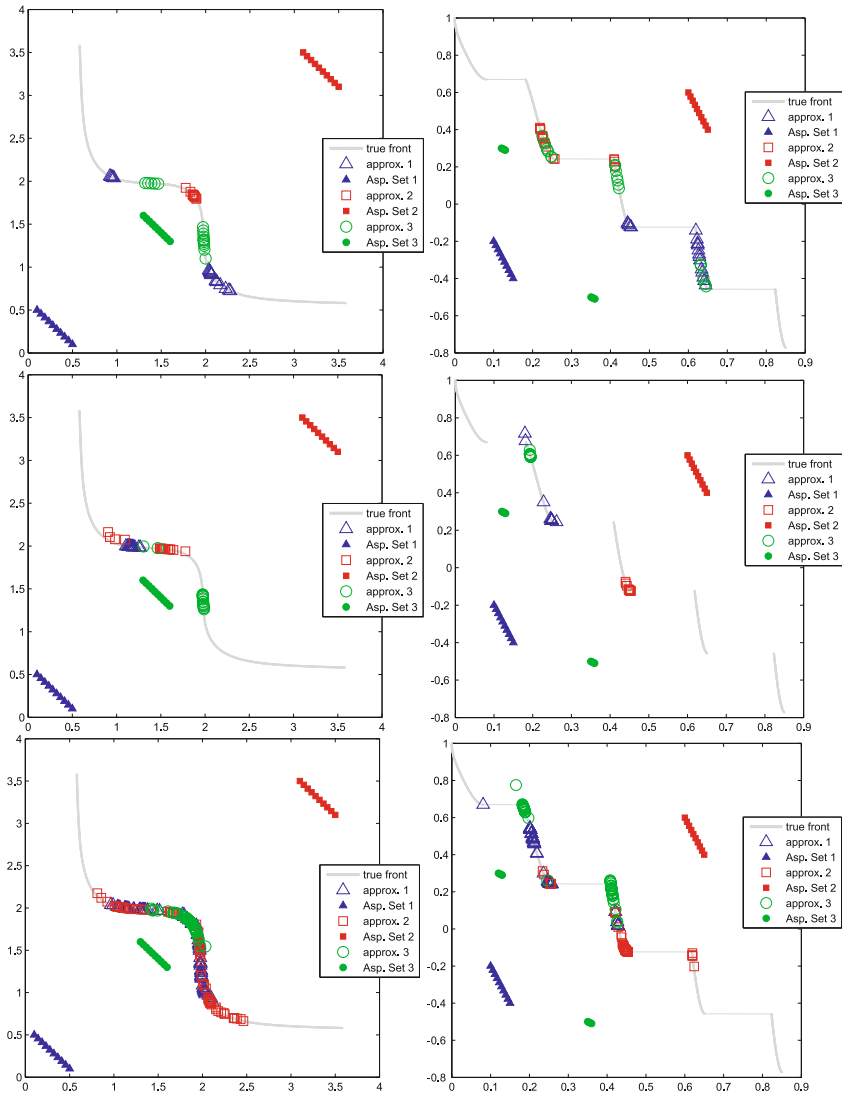 4
3.5
3
2.5
2
1.5
1
0.5
0
0 0.5 1 1.5 2 2.5 3 3.5 4
true front
approx. 1
Asp. Set 1
approx. 2
Asp. Set 2
approx. 3
Asp. Set 3
1
0.8
0.6
0.4
0.2
0
-0.2
-0.4
-0.6
-0.8
0 0.1 0.2 0.3 0.4 0.5 0.6 0.7 0.8 0.9
true front
approx. 1
Asp. Set 1
approx. 2
Asp. Set 2
approx. 3
Asp. Set 3
4
3.5
3
2.5
2
1.5
1
0.5
0
0 0.5 1 1.5 2 2.5 3 3.5 4
true front
approx. 1
Asp. Set 1
approx. 2
Asp. Set 2
approx. 3
Asp. Set 3
1
0.8
0.6
0.4
0.2
0
-0.2
-0.4
-0.6
-0.8
0 0.1 0.2 0.3 0.4 0.5 0.6 0.7 0.8 0.9
true front
approx. 1
Asp. Set 1
approx. 2
Asp. Set 2
approx. 3
Asp. Set 3
4
3.5
3
2.5
2
1.5
1
0.5
0
0 0.5 1 1.5 2 2.5 3 3.5 4
true front
approx. 1
Asp. Set 1
approx. 2
Asp. Set 2
approx. 3
Asp. Set 3
1
0.8
0.6
0.4
0.2
0
-0.2
-0.4
-0.6
-0.8
0 0.1 0.2 0.3 0.4 0.5 0.6 0.7 0.8 0.9
true front
approx. 1
Asp. Set 1
approx. 2
Asp. Set 2
approx. 3
Asp. Set 3